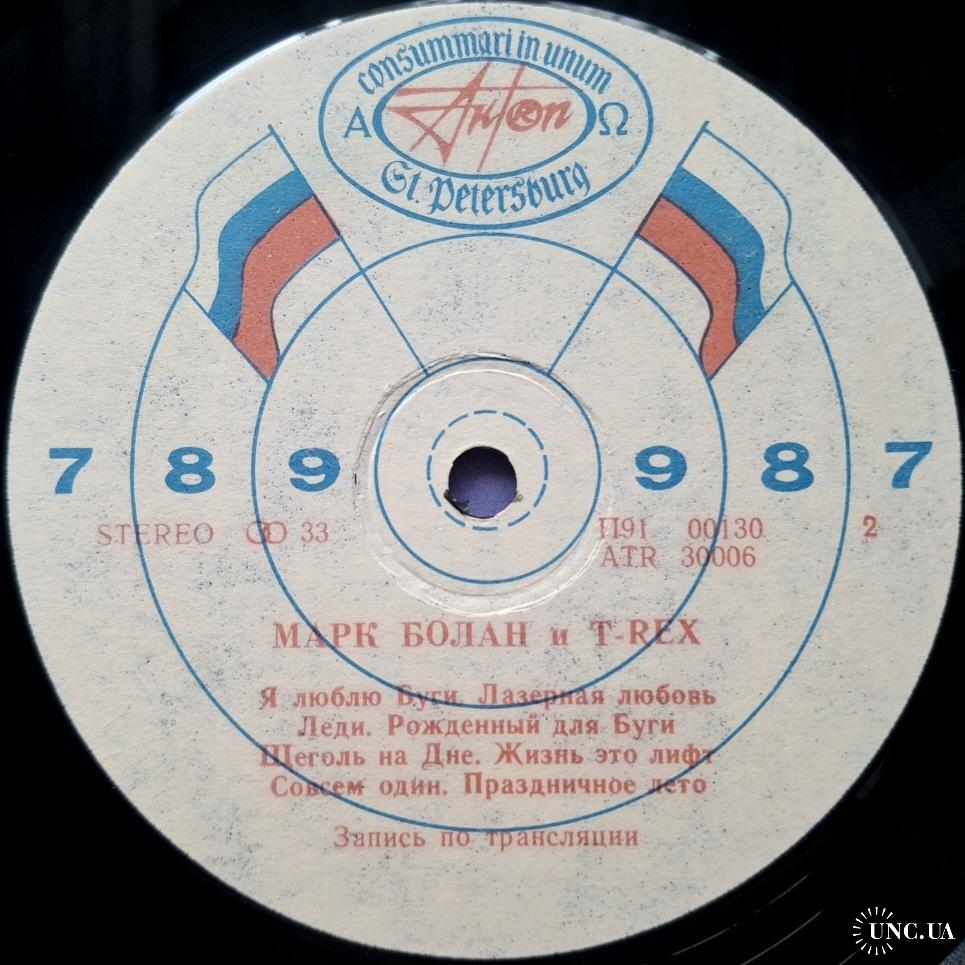 consummari in unum
Α AnTроп Ω
St. Petersburg
7 8 9 9 8 7
STEREO 33 П91 00130 2
ATR 30006
МАРК БОЛАН и T-REX
Я люблю Буги. Лазерная любовь
Леди. Рожденный для Буги
Щеголь на Дне. Жизнь это лифт
Совсем один. Праздничное лето
Запись по трансляции
UNC.UA